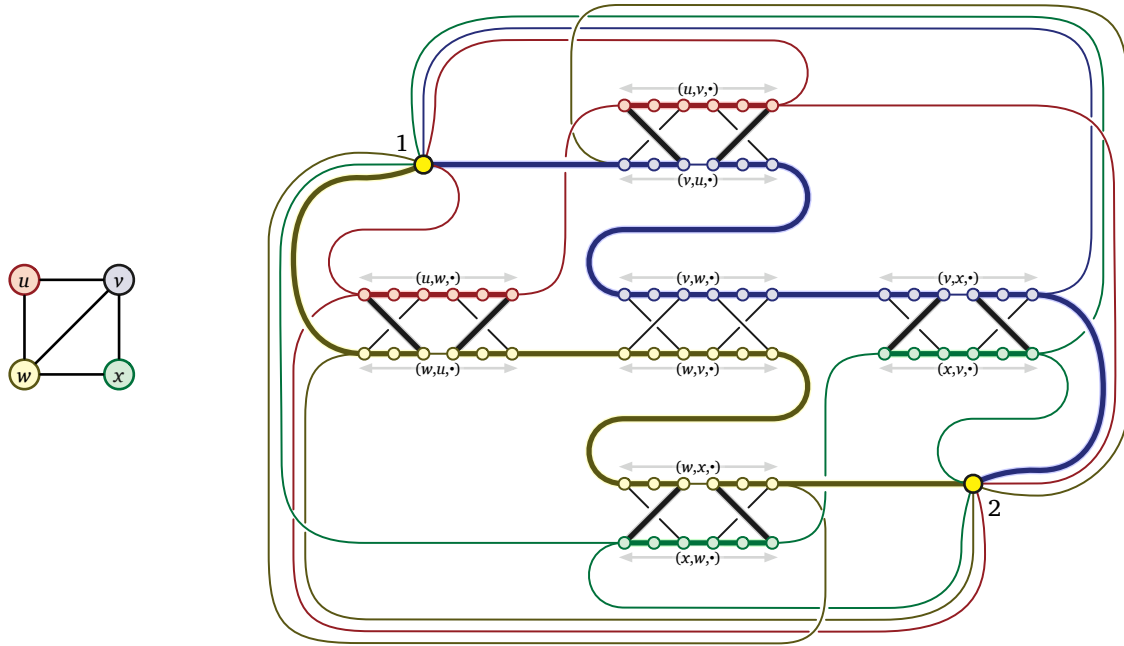 (u,v,•)
1
(v,u,•)
u
v
(u,w,•)
(v,w,•)
(v,x,•)
w
x
(w,u,•)
(w,v,•)
(x,v,•)
(w,x,•)
2
(x,w,•)